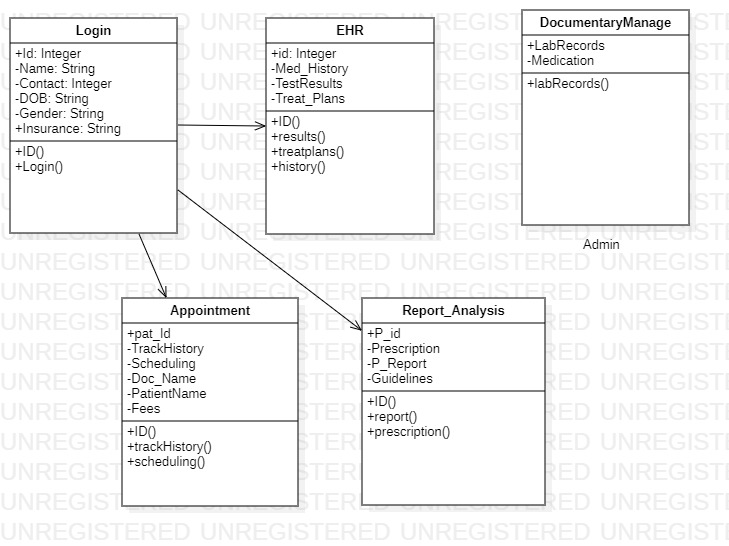 Login
+Id: Integer
-Name: String
-Contact: Integer
-DOB: String
-Gender: String
+Insurance: String
+ID()
+Login()
EHR
+id: Integer
-Med_History
-TestResults
-Treat_Plans
+ID()
+results()
+treatplans()
+history()
DocumentaryManage
+LabRecords
-Medication
+labRecords()
Admin
Appointment
+pat_Id
-TrackHistory
-Scheduling
-Doc_Name
-PatientName
-Fees
+ID()
+trackHistory()
+scheduling()
Report_Analysis
+P_id
-Prescription
-P_Report
-Guidelines
+ID()
+report()
+prescription()
UNREGISTERED UNREGISTERED UNREGISTERED